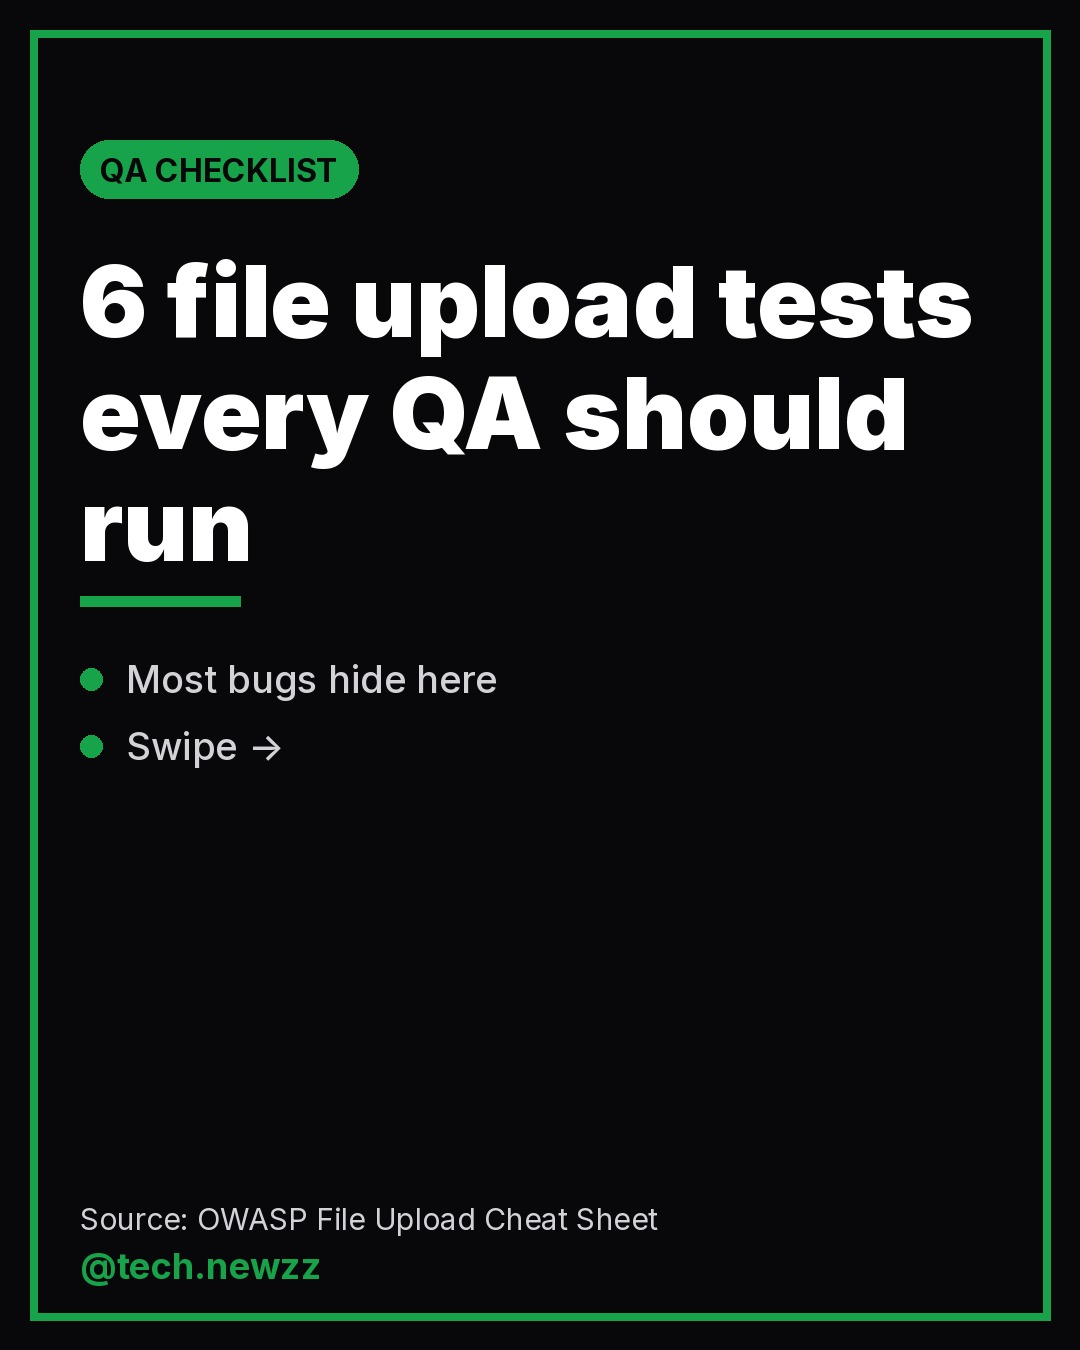 QA CHECKLIST
6 file upload tests
every QA should
run
Most bugs hide here
Swipe →
Source: OWASP File Upload Cheat Sheet
@tech.newzz